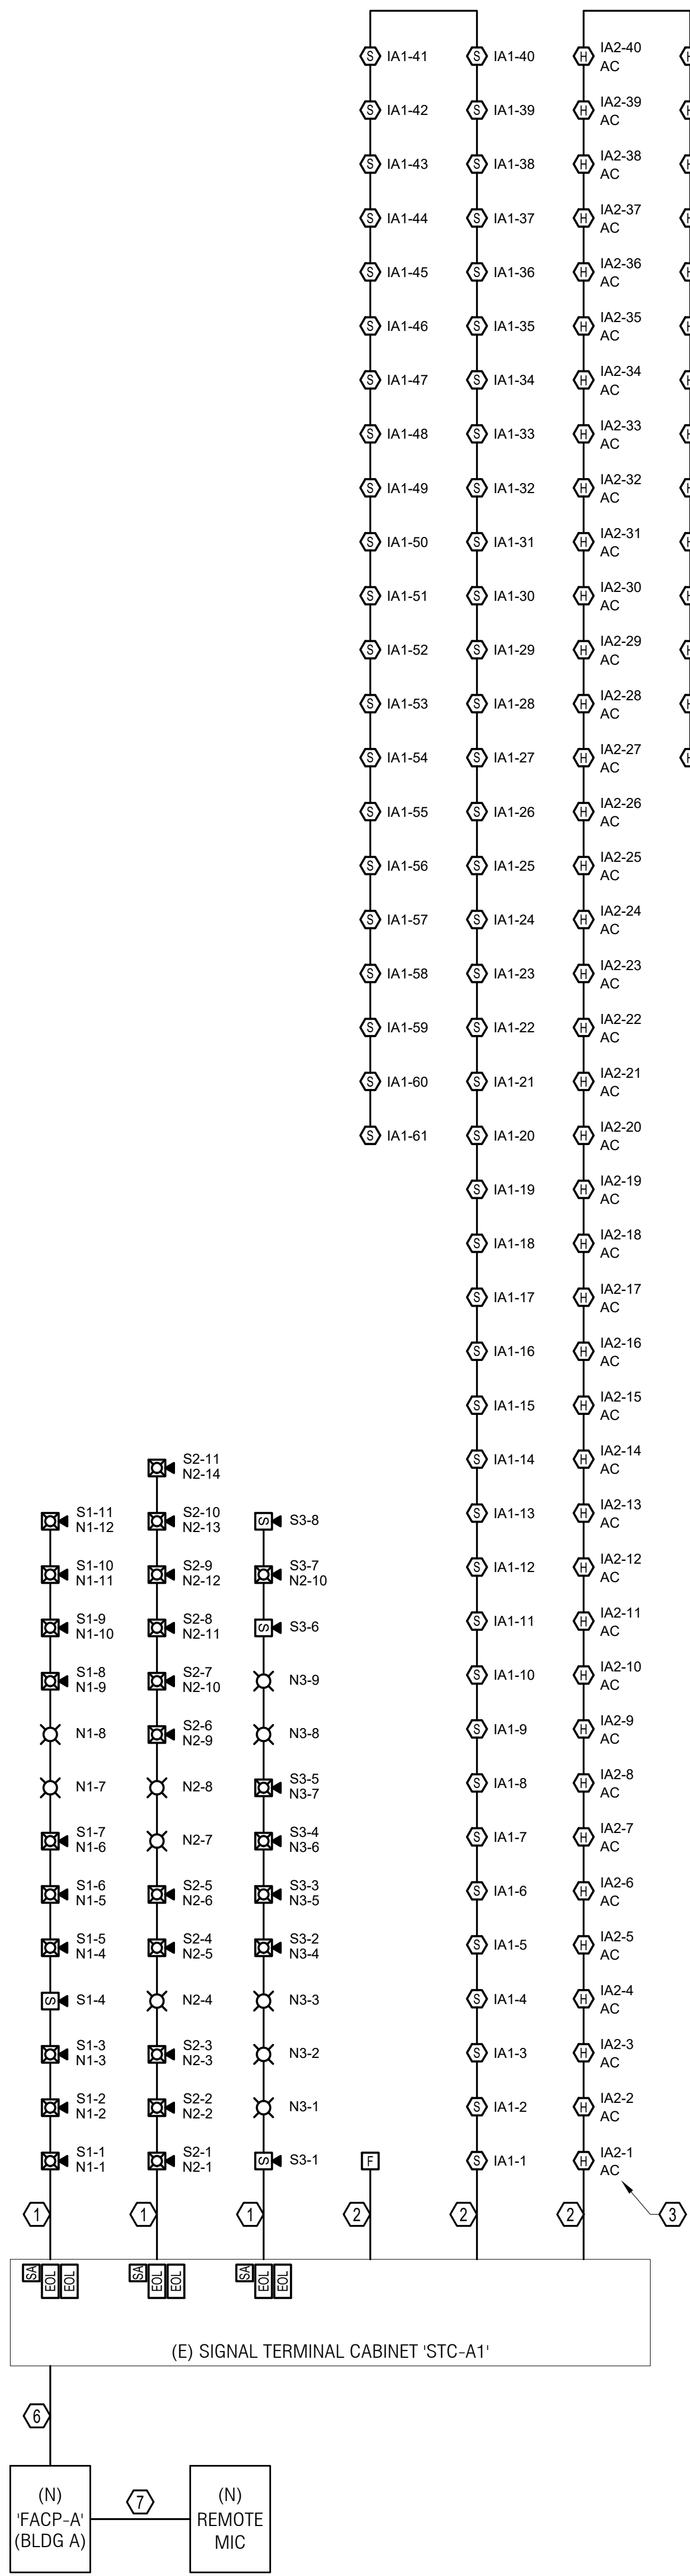 S IA1-41
S IA1-42
S IA1-43
S IA1-44
S IA1-45
S IA1-46
S IA1-47
S IA1-48
S IA1-49
S IA1-50
S IA1-51
S IA1-52
S IA1-53
S IA1-54
S IA1-55
S IA1-56
S IA1-57
S IA1-58
S IA1-59
S IA1-60
S IA1-61
S IA1-40
S IA1-39
S IA1-38
S IA1-37
S IA1-36
S IA1-35
S IA1-34
S IA1-33
S IA1-32
S IA1-31
S IA1-30
S IA1-29
S IA1-28
S IA1-27
S IA1-26
S IA1-25
S IA1-24
S IA1-23
S IA1-22
S IA1-21
S IA1-20
S IA1-19
S IA1-18
S IA1-17
S IA1-16
S IA1-15
S IA1-14
S IA1-13
S IA1-12
S IA1-11
S IA1-10
S IA1-9
S IA1-8
S IA1-7
S IA1-6
S IA1-5
S IA1-4
S IA1-3
S IA1-2
S IA1-1
H IA2-40
AC
H IA2-39
AC
H IA2-38
AC
H IA2-37
AC
H IA2-36
AC
H IA2-35
AC
H IA2-34
AC
H IA2-33
AC
H IA2-32
AC
H IA2-31
AC
H IA2-30
AC
H IA2-29
AC
H IA2-28
AC
H IA2-27
AC
H IA2-26
AC
H IA2-25
AC
H IA2-24
AC
H IA2-23
AC
H IA2-22
AC
H IA2-21
AC
H IA2-20
AC
H IA2-19
AC
H IA2-18
AC
H IA2-17
AC
H IA2-16
AC
H IA2-15
AC
H IA2-14
AC
H IA2-13
AC
H IA2-12
AC
H IA2-11
AC
H IA2-10
AC
H IA2-9
AC
H IA2-8
AC
H IA2-7
AC
H IA2-6
AC
H IA2-5
AC
H IA2-4
AC
H IA2-3
AC
H IA2-2
AC
H IA2-1
AC
S1-11
N1-12
S1-10
N1-11
S1-9
N1-10
S1-8
N1-9
N1-8
N1-7
S1-7
N1-6
S1-6
N1-5
S1-5
N1-4
S S1-4
S1-3
N1-3
S1-2
N1-2
S1-1
N1-1
S2-11
N2-14
S2-10
N2-13
S2-9
N2-12
S2-8
N2-11
S2-7
N2-10
S2-6
N2-9
N2-8
N2-7
S2-5
N2-6
S2-4
N2-5
N2-4
S2-3
N2-3
S2-2
N2-2
S2-1
N2-1
S S3-8
S3-7
N2-10
S S3-6
N3-9
N3-8
S3-5
N3-7
S3-4
N3-6
S3-3
N3-5
S3-2
N3-4
N3-3
N3-2
N3-1
S S3-1
F
1 1 1 2 2 2 3
SA EOL EOL SA EOL EOL SA EOL EOL
(E) SIGNAL TERMINAL CABINET 'STC-A1'
6
(N)
'FACP-A'
(BLDG A)
7
(N)
REMOTE
MIC